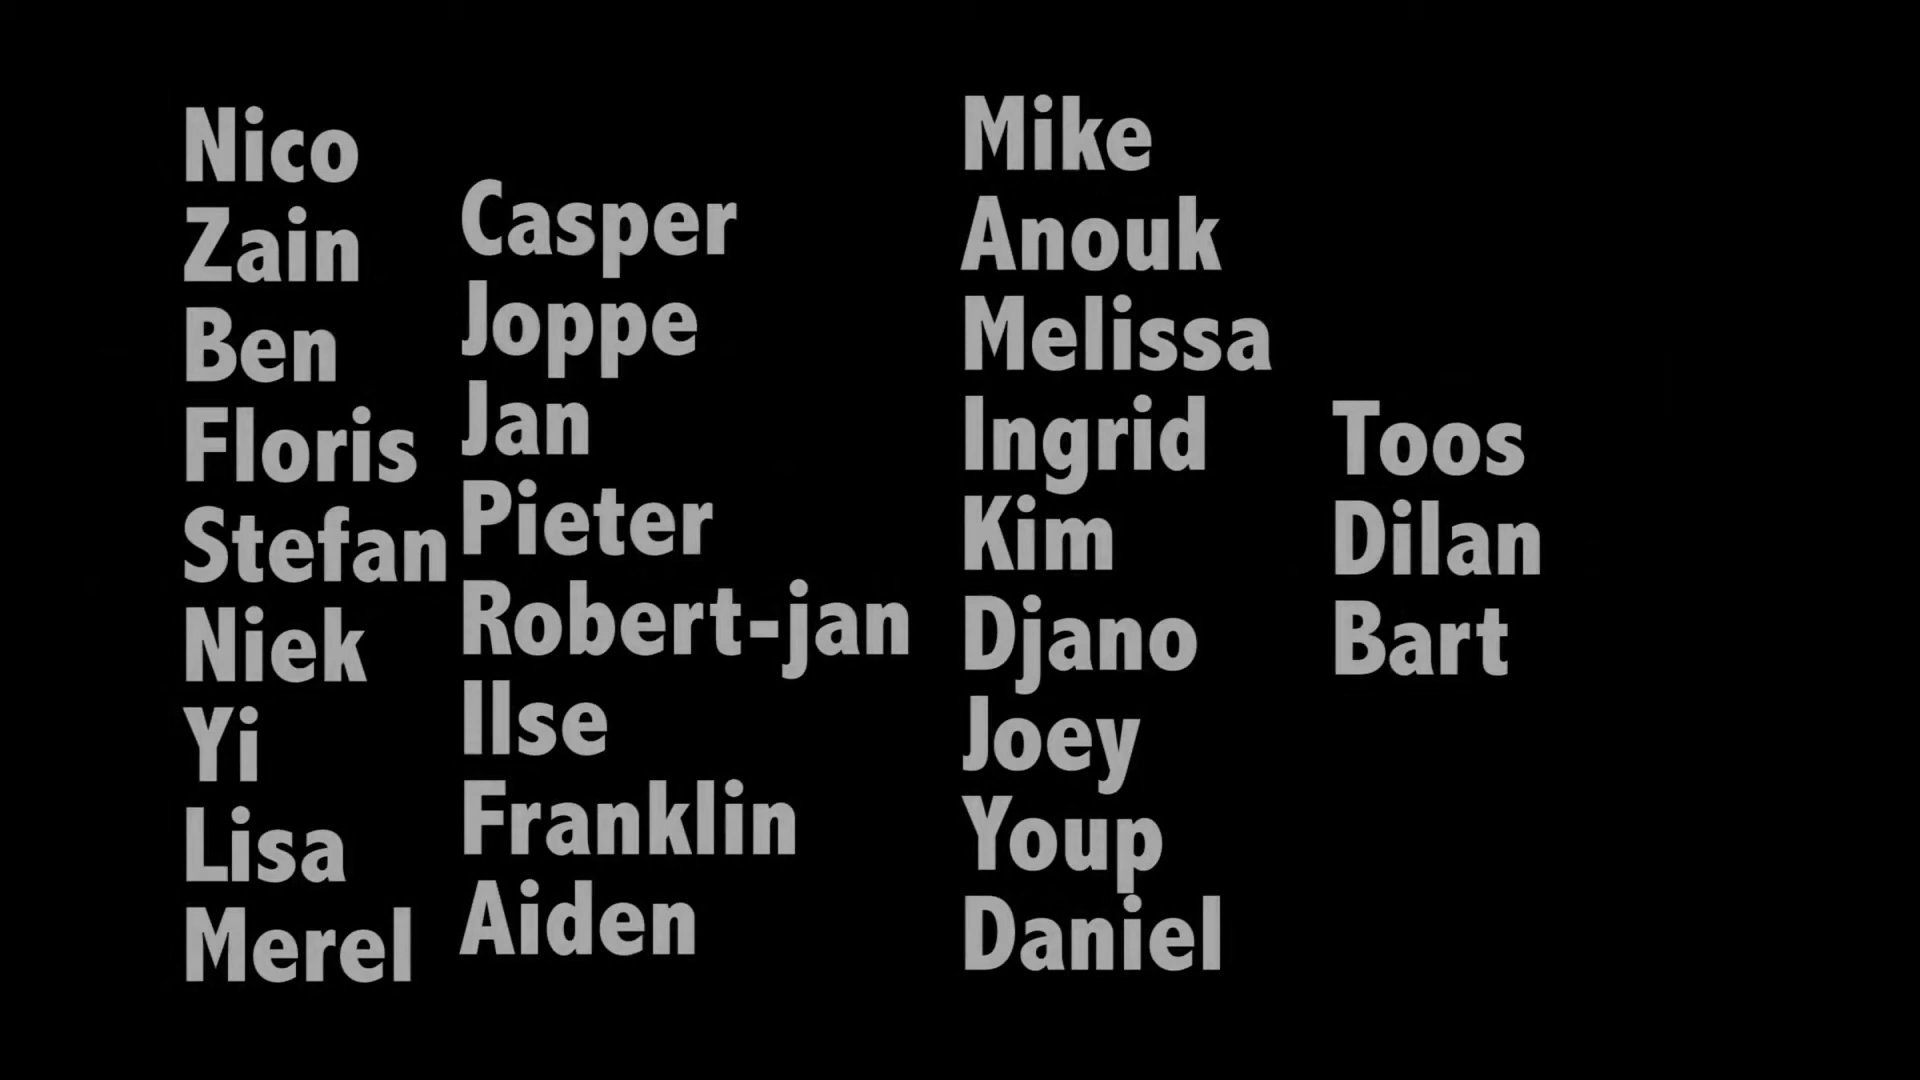 Nico
Zain
Ben
Floris
Stefan
Niek
Yi
Lisa
Merel
Casper
Joppe
Jan
Pieter
Robert-jan
Ilse
Franklin
Aiden
Mike
Anouk
Melissa
Ingrid
Kim
Djano
Joey
Youp
Daniel
Toos
Dilan
Bart